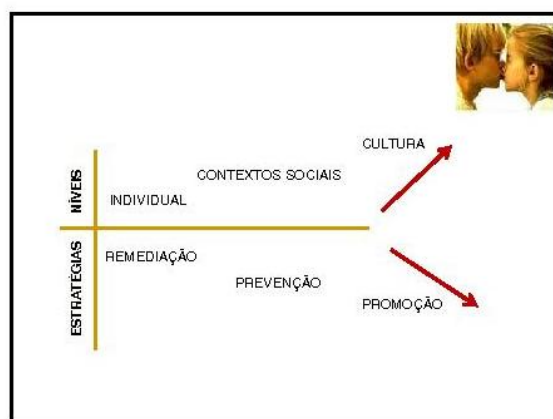 CULTURA
CONTEXTOS SOCIAIS
NÍVEIS
INDIVIDUAL
ESTRATÉGIAS
REMEDIAÇÃO
PREVENÇÃO
PROMOÇÃO